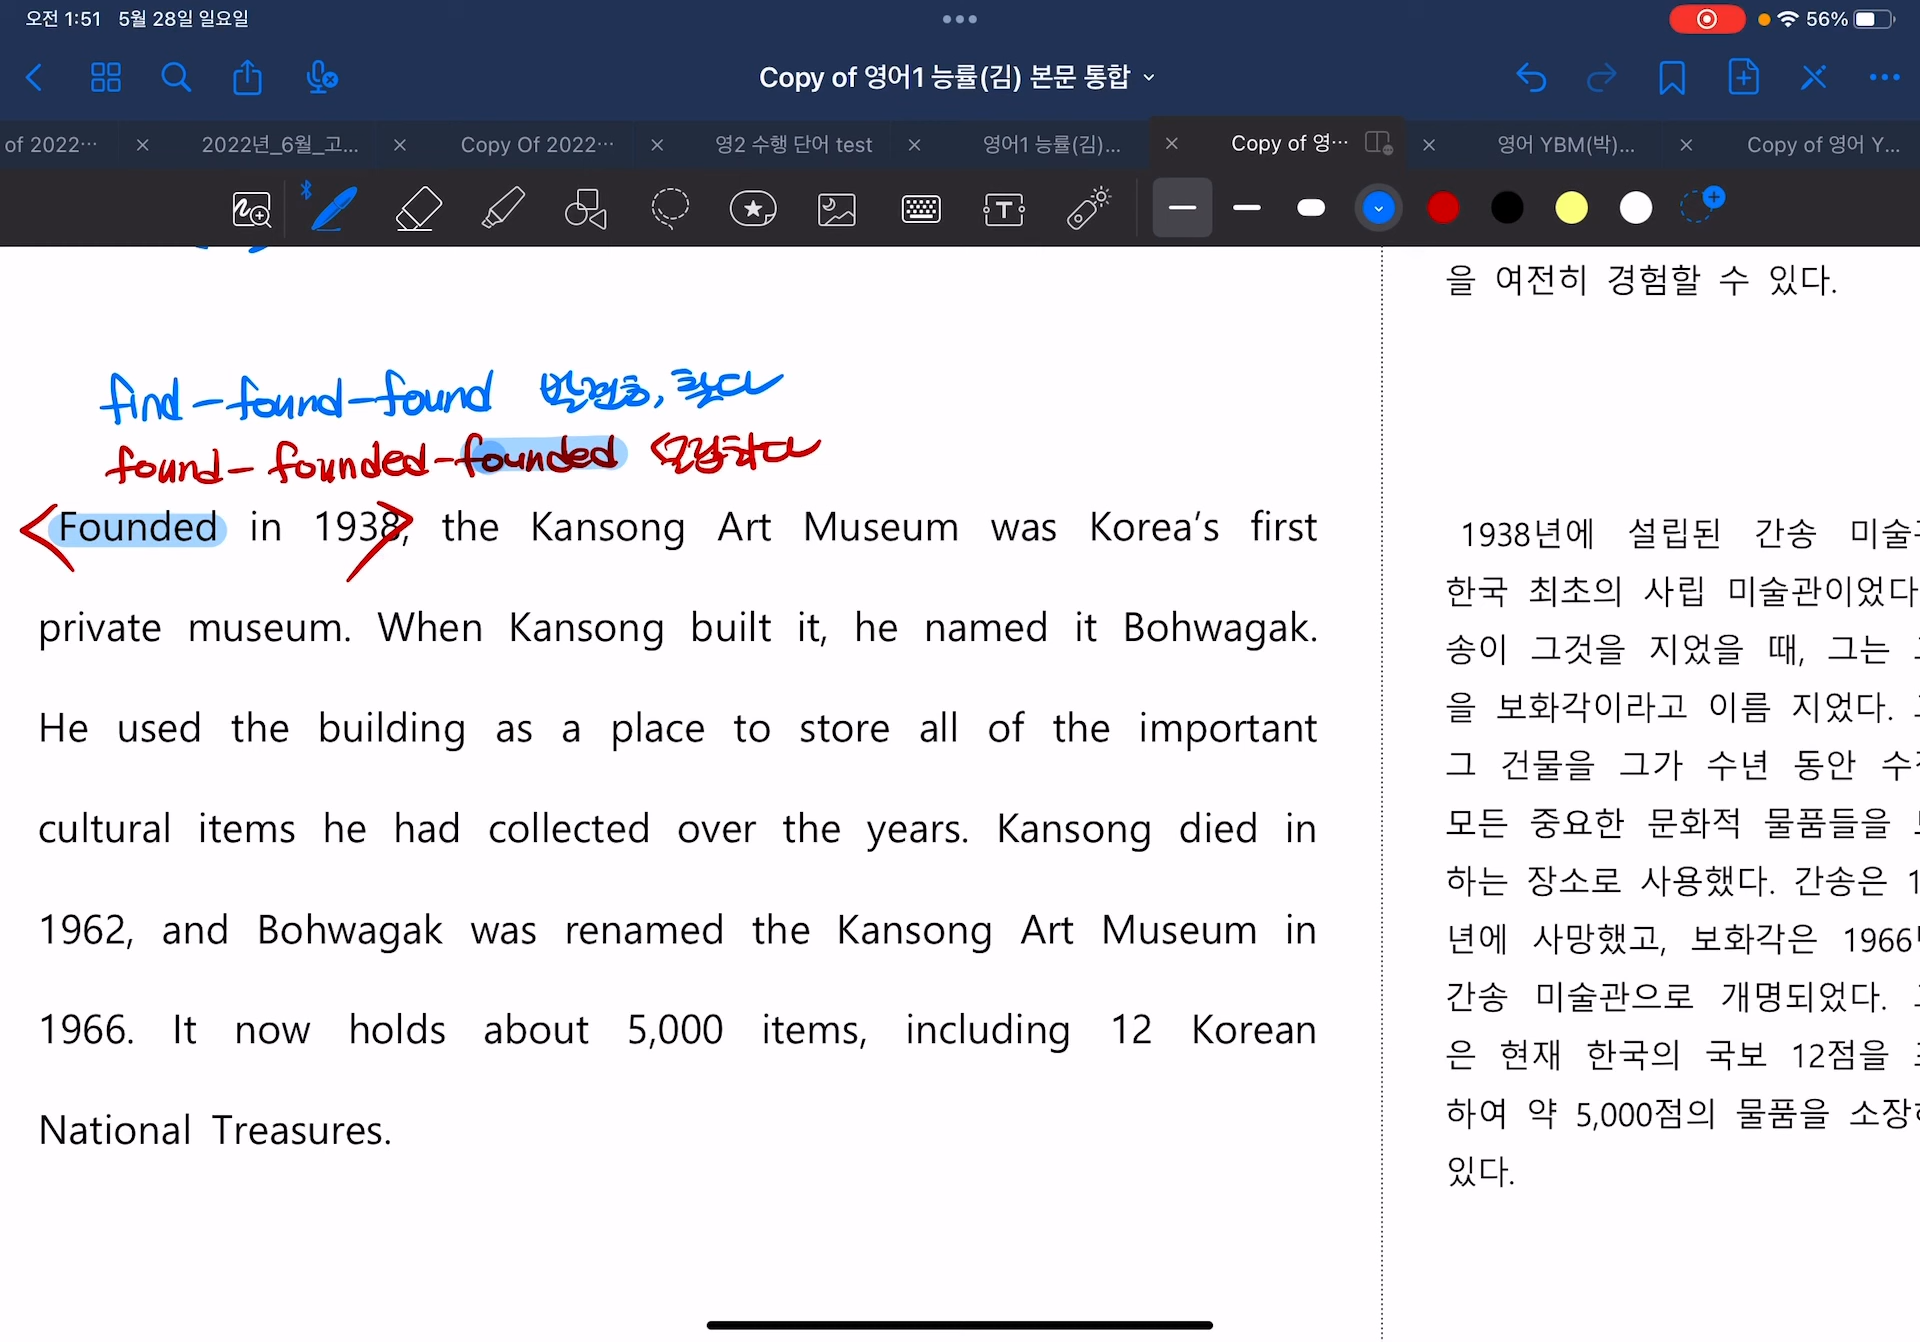 오전 1:51 5월 28일 일요일
56%
Copy of 영어1 능률(김) 본문 통합
of 2022···
2022년_6월_고...
Copy Of 2022···
영2 수행 단어 test
영어1 능률(김)...
Copy of 영···
영어 YBM(박)...
Copy of 영어 Y...
find-found-found 발견하, 찾다
found-founded-founded 설립하다
Founded in 1938, the Kansong Art Museum was Korea's first
private museum. When Kansong built it, he named it Bohwagak.
He used the building as a place to store all of the important
cultural items he had collected over the years. Kansong died in
1962, and Bohwagak was renamed the Kansong Art Museum in
1966. It now holds about 5,000 items, including 12 Korean
National Treasures.
을 여전히 경험할 수 있다.
1938년에 설립된 간송 미술
한국 최초의 사립 미술관이었다
송이 그것을 지었을 때, 그는
을 보화각이라고 이름 지었다.
그 건물을 그가 수년 동안 수
모든 중요한 문화적 물품들을
하는 장소로 사용했다. 간송은 1
년에 사망했고, 보화각은 1966
간송 미술관으로 개명되었다.
은 현재 한국의 국보 12점을
하여 약 5,000점의 물품을 소장
있다.